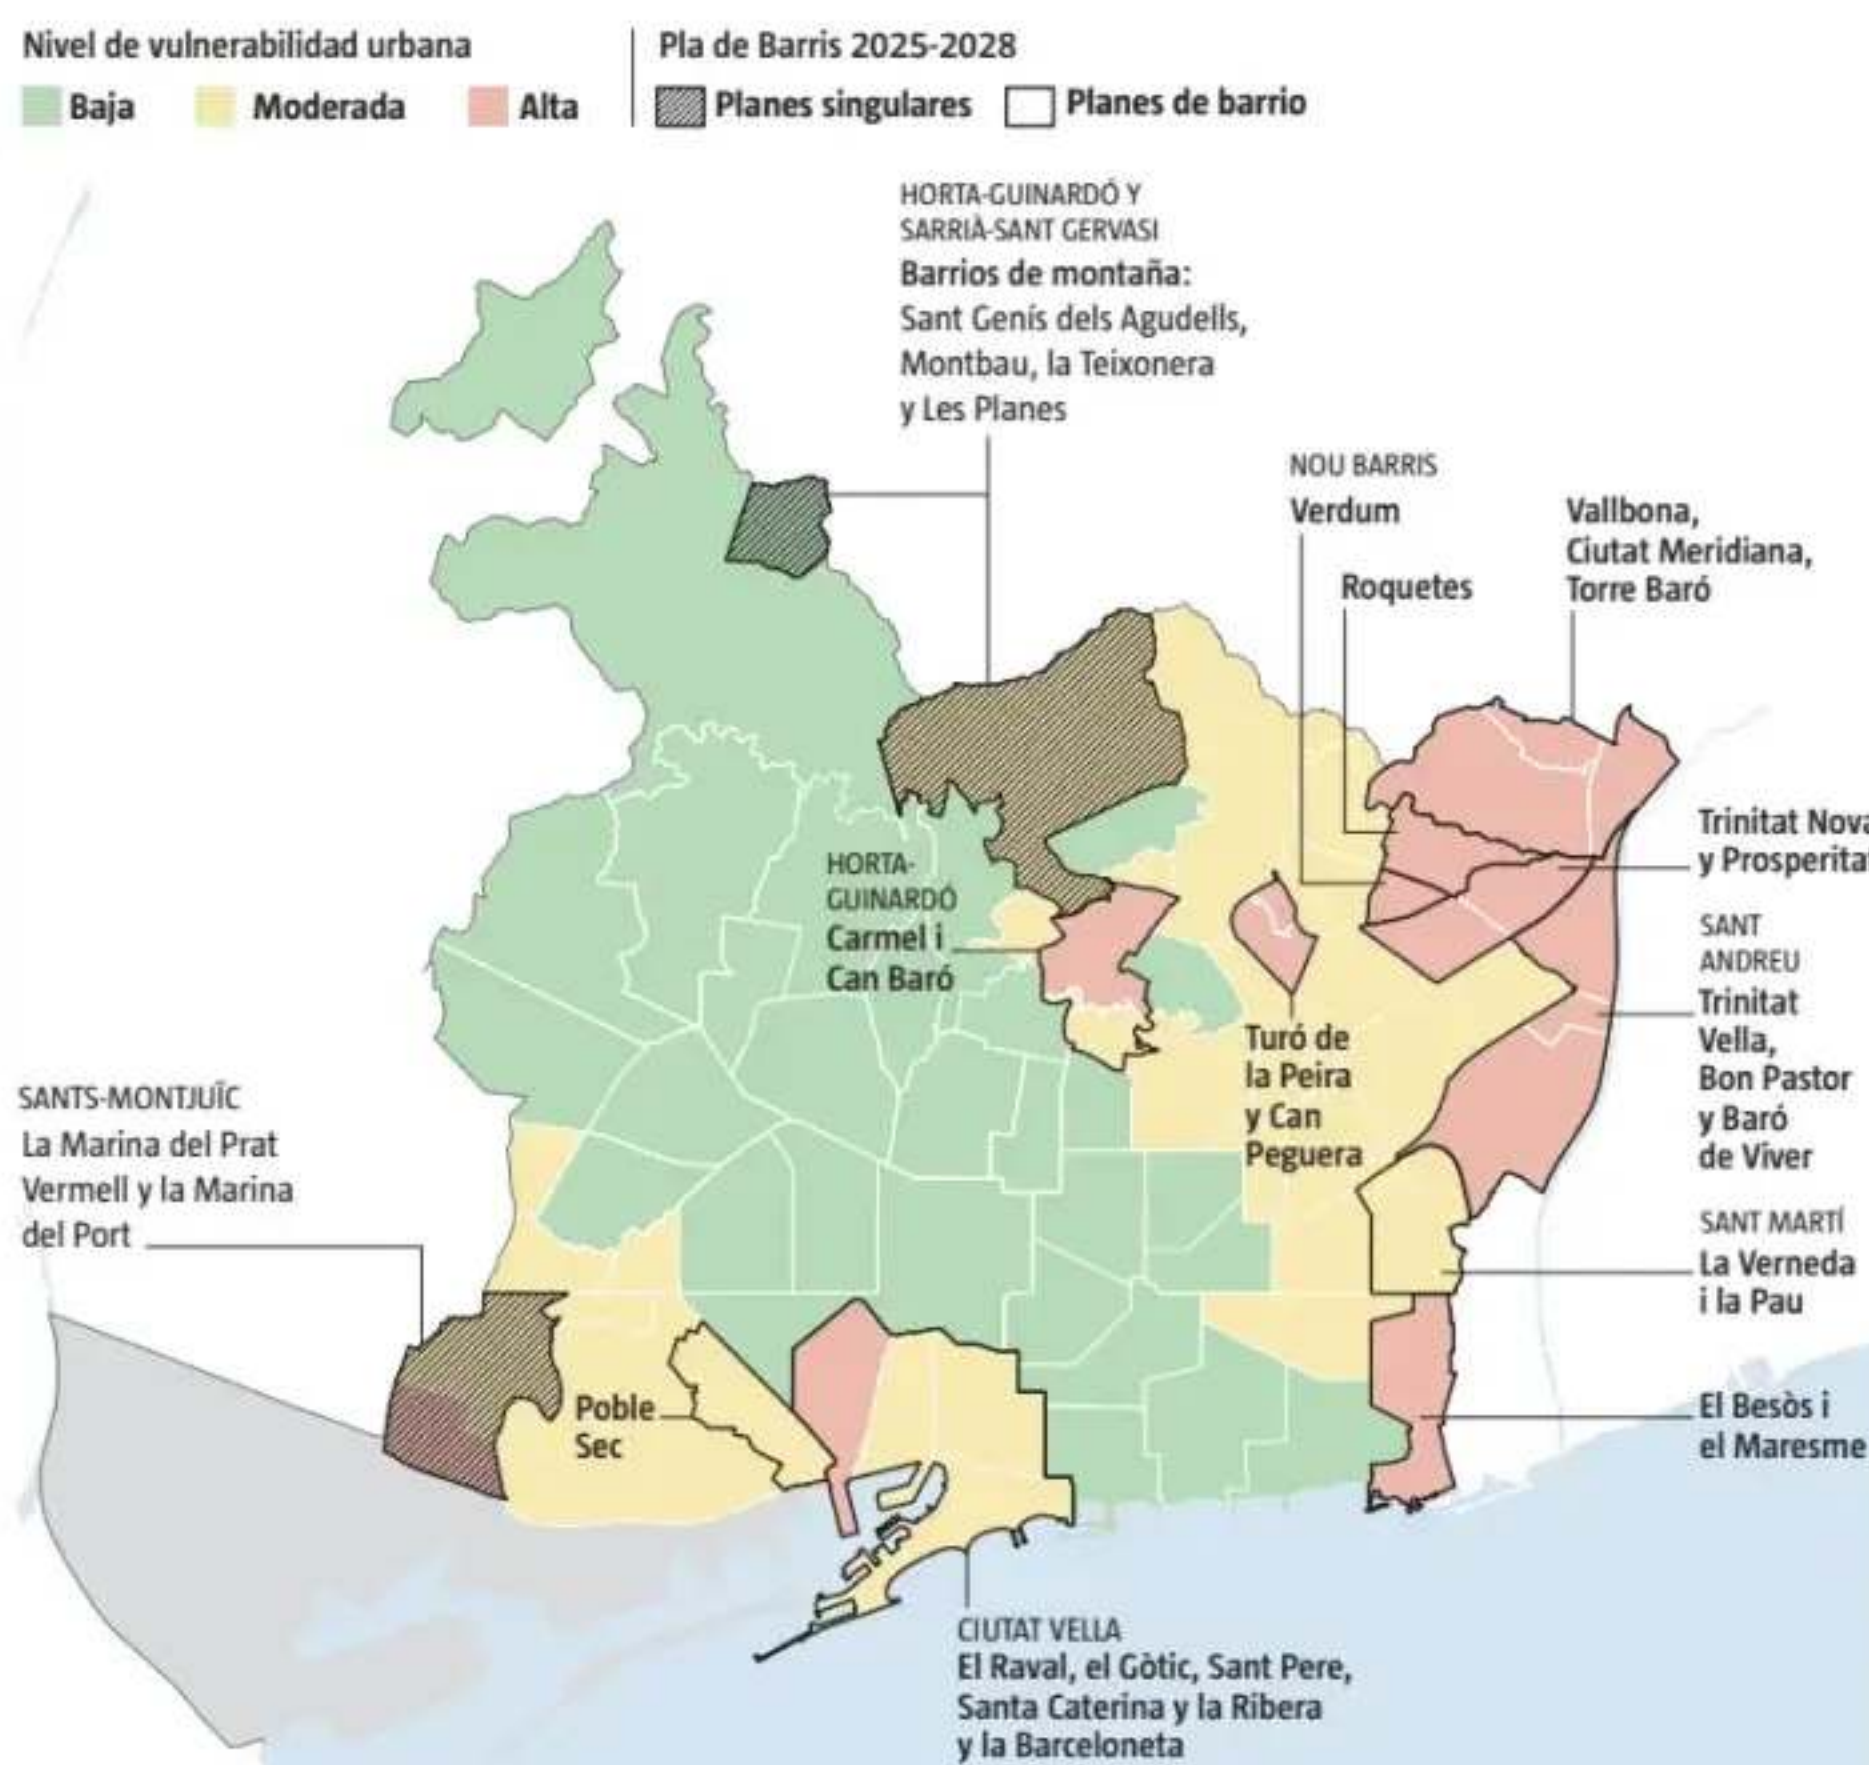 Nivel de vulnerabilidad urbana
Baja
Moderada
Alta
Pla de Barris 2025-2028
Planes singulares
Planes de barrio
HORTA-GUINARDÓ Y
SARRIÀ-SANT GERVASI
Barrios de montaña:
Sant Genís dels Agudells,
Montbau, la Teixonera
y Les Planes
NOU BARRIS
Verdum
Roquetes
Vallbona,
Ciutat Meridiana,
Torre Baró
Trinitat Nova
y Prosperitat
HORTA-
GUINARDÓ
Carmel i
Can Baró
SANT
ANDREU
Trinitat
Vella,
Bon Pastor
y Baró
de Viver
Turó de
la Peira
y Can
Peguera
SANTS-MONTJUÏC
La Marina del Prat
Vermell y la Marina
del Port
SANT MARTÍ
La Verneda
i la Pau
Poble
Sec
El Besòs i
el Maresme
CIUTAT VELLA
El Raval, el Gòtic, Sant Pere,
Santa Caterina y la Ribera
y la Barceloneta